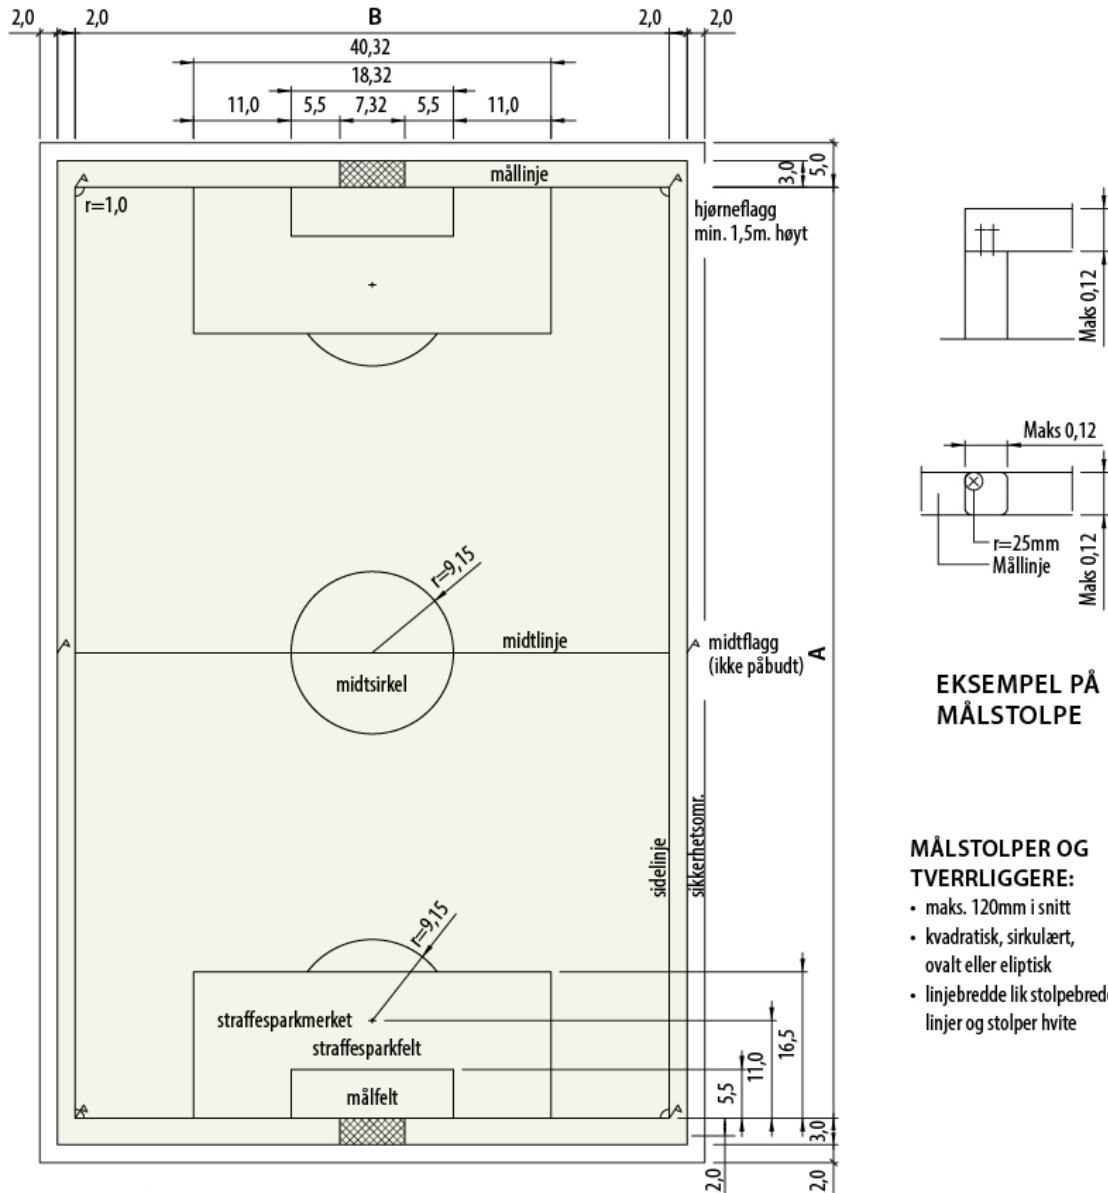 2,0 2,0 B 2,0 2,0
40,32
18,32
11,0 5,5 7,32 5,5 11,0
mållinje
3,0
5,0
r=1,0
hjørneflagg
min. 1,5m. høyt
Maks 0,12
Maks 0,12
r=25mm
Mållinje
Maks 0,12
r=9,15
midtlinje
midtsirkel
midtflagg
(ikke påbudt)
A
EKSEMPEL PÅ
MÅLSTOLPE
sidelinje
sikkerhetsomr.
MÅLSTOLPER OG
TVERRLIGGERE:
• maks. 120mm i snitt
• kvadratisk, sirkulært,
ovalt eller eliptisk
• linjebredde lik
linjer og stolper hvite
r=9,15
straffesparkmerket
straffesparkfelt
målfelt
5,5
11,0
16,5
3,0
2,0
2,0